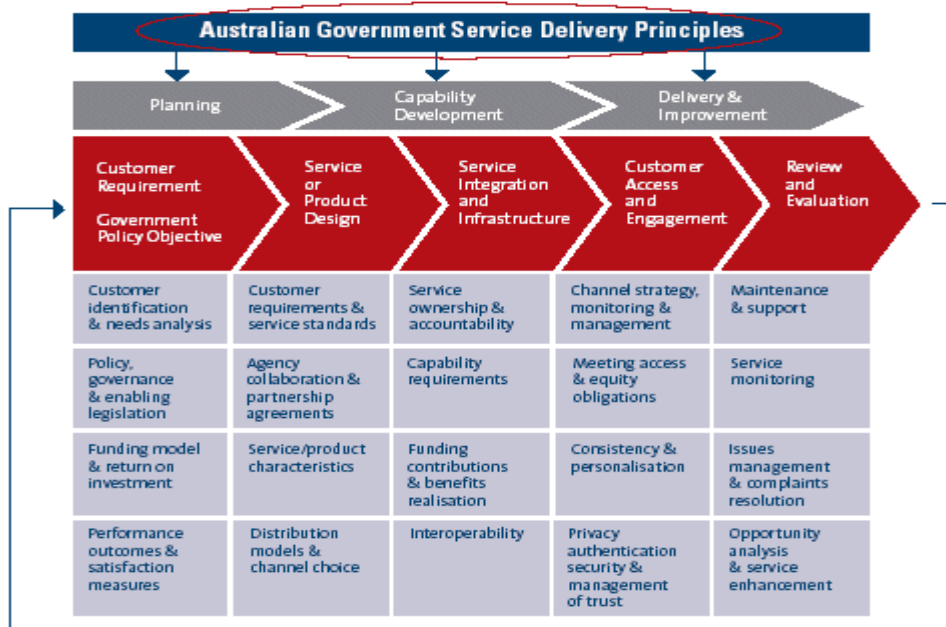 Australian Government Service Delivery Principles
Planning
Capability
Development
Delivery &
Improvement
Customer
Requirement
Government
Policy Objective
Service
or
Product
Design
Service
Integration
and
Infrastructure
Customer
Access
and
Engagement
Review
and
Evaluation
Customer
identification
& needs analysis
Customer
requirements &
service standards
Service
ownership &
accountability
Channel strategy,
monitoring &
management
Maintenance
& support
Policy,
governance
& enabling
legislation
Agency
collaboration &
partnership
agreements
Capability
requirements
Meeting access
& equity
obligations
Service
monitoring
Funding model
& return on
investment
Service/product
characteristics
Funding
contributions
& benefits
realisation
Consistency &
personalisation
Issues
management
& complaints
resolution
Performance
outcomes &
satisfaction
measures
Distribution
models &
channel choice
Interoperability
Privacy
authentication
security &
management
of trust
Opportunity
analysis
& service
enhancement